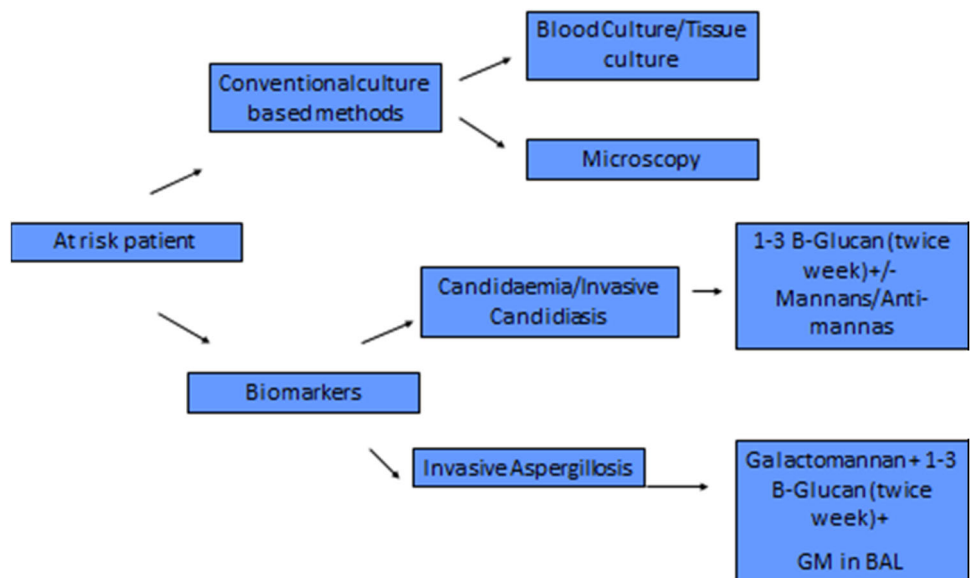 Blood Culture/Tissue
culture
Conventional culture
based methods
Microscopy
At risk patient
1-3 B-Glucan (twice
week)+/-
Mannans/Anti-
mannas
Candidaemia/Invasive
Candidiasis
Biomarkers
Invasive Aspergillosis
Galactomannan + 1-3
B-Glucan (twice
week)+
GM in BAL